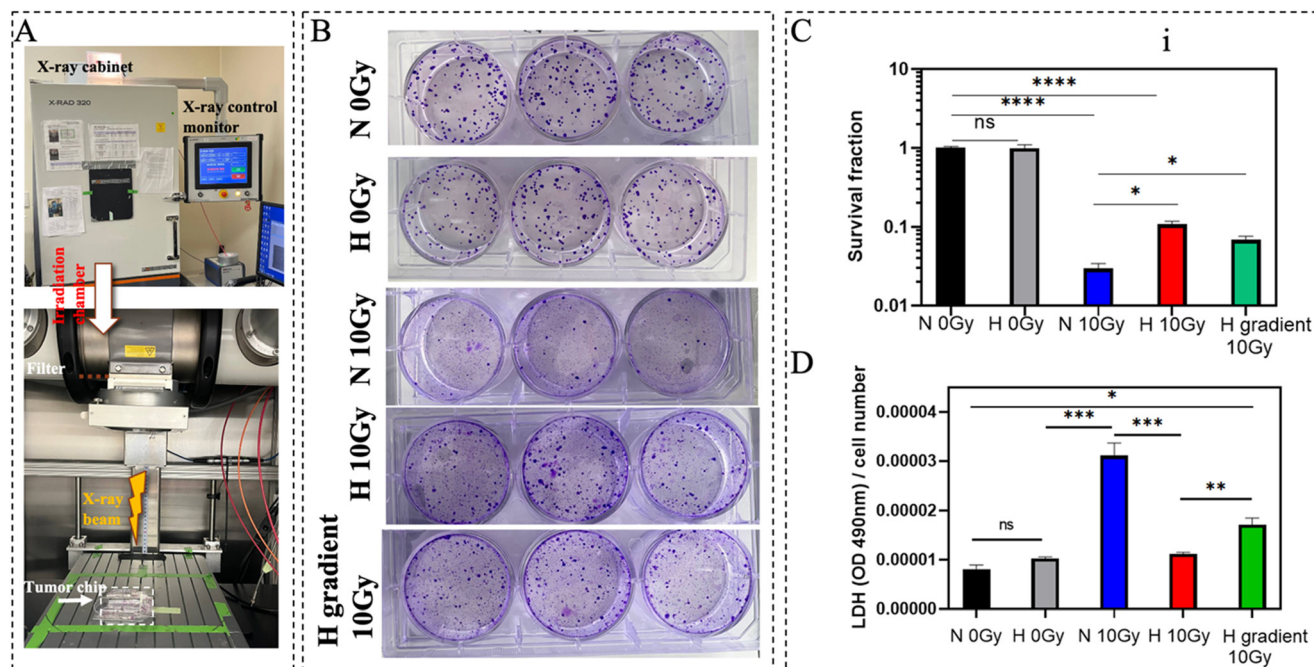 A
X-ray cabinet
X-RAD 320
X-ray control
monitor
Irradiation
chamber
Filter
X-ray
beam
Tumor chip
B
N 0Gy
H 0Gy
N 10Gy
H 10Gy
H gradient
10Gy
C
i
Survival fraction
10
1
0.1
0.01
****
****
ns
*
*
N 0Gy
H 0Gy
N 10Gy
H 10Gy
H gradient
10Gy
D
LDH (OD 490nm) / cell number
0.00004
0.00003
0.00002
0.00001
0.00000
*
***
***
**
ns
N 0Gy
H 0Gy
N 10Gy
H 10Gy
H gradient
10Gy